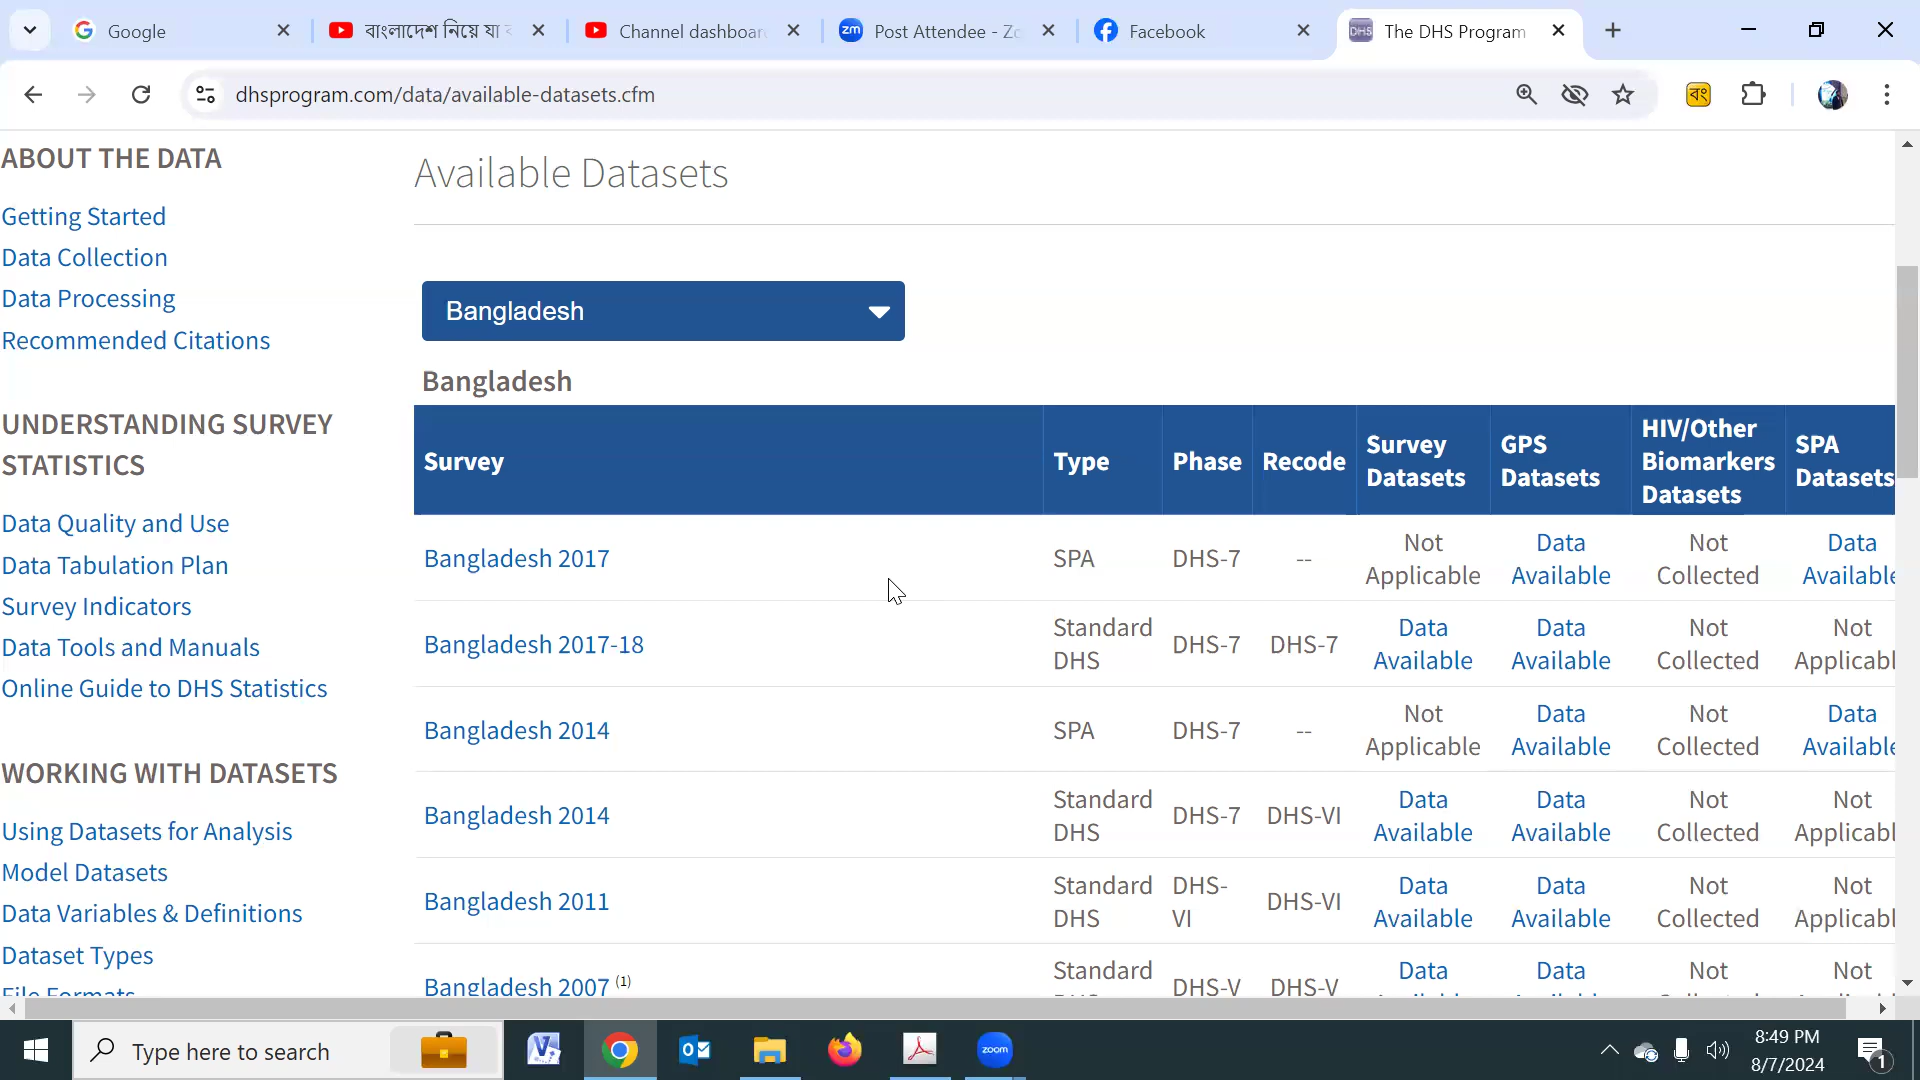 Google
বাংলাদেশ নিয়ে যা
Channel dashboar
Post Attendee - Zo
Facebook
The DHS Program
dhsprogram.com/data/available-datasets.cfm
ABOUT THE DATA
Getting Started
Data Collection
Data Processing
Recommended Citations
UNDERSTANDING SURVEY
STATISTICS
Data Quality and Use
Data Tabulation Plan
Survey Indicators
Data Tools and Manuals
Online Guide to DHS Statistics
WORKING WITH DATASETS
Using Datasets for Analysis
Model Datasets
Data Variables & Definitions
Dataset Types
File Formats
Available Datasets
Bangladesh
Bangladesh
Survey Type Phase Recode Survey Datasets GPS Datasets HIV/Other Biomarkers Datasets SPA Datasets
Bangladesh 2017 SPA DHS-7 -- Not Applicable Data Available Not Collected Data Available
Bangladesh 2017-18 Standard DHS DHS-7 DHS-7 Data Available Data Available Not Collected Not Applicabl
Bangladesh 2014 SPA DHS-7 -- Not Applicable Data Available Not Collected Data Available
Bangladesh 2014 Standard DHS DHS-7 DHS-VI Data Available Data Available Not Collected Not Applicabl
Bangladesh 2011 Standard DHS DHS-VI DHS-VI Data Available Data Available Not Collected Not Applicabl
Bangladesh 2007 (1) Standard DHS-V DHS-V Data Data Not Not
Type here to search
zoom
8:49 PM
8/7/2024
1